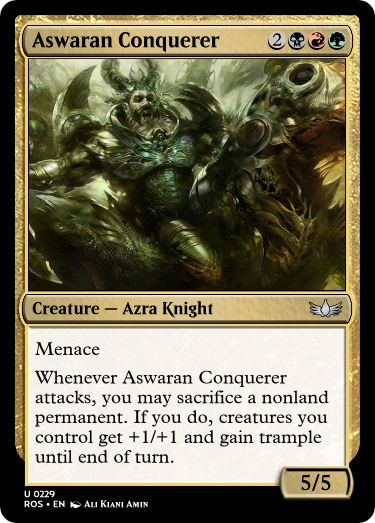 Aswaran Conquerer 2
Creature — Azra Knight
Menace
Whenever Aswaran Conquerer
attacks, you may sacrifice a nonland
permanent. If you do, creatures you
control get +1/+1 and gain trample
until end of turn.
5/5
U 0229
ROS • EN Ali Kiani Amin